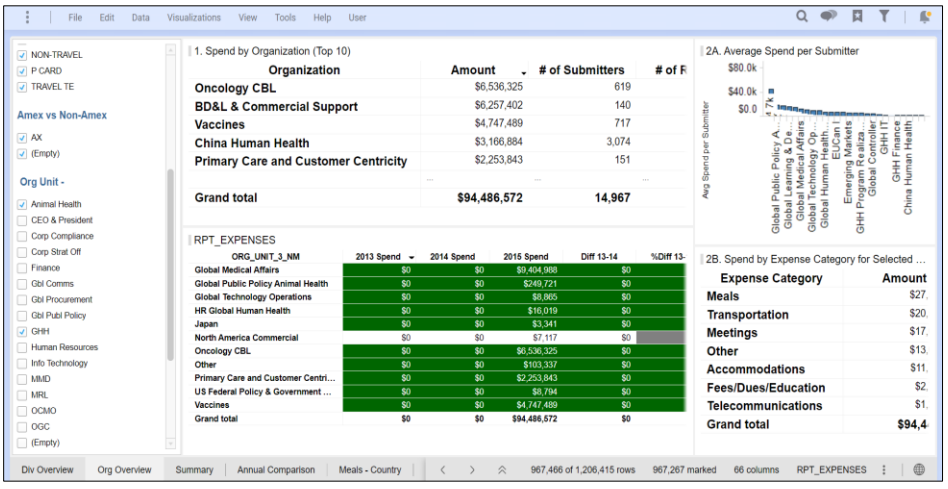 File Edit Data Visualizations View Tools Help User
NON-TRAVEL
P CARD
TRAVEL TE
Amex vs Non-Amex
AX
(Empty)
Org Unit -
Animal Health
CEO & President
Corp Compliance
Corp Strat Off
Finance
Gbl Comms
Gbl Procurement
Gbl Publ Policy
GHH
Human Resources
Info Technology
MMD
MRL
OCMO
OGC
(Empty)
1. Spend by Organization (Top 10)
Organization Amount # of Submitters # of R
Oncology CBL $6,536,325 619
BD&L & Commercial Support $6,257,402 140
Vaccines $4,747,489 717
China Human Health $3,166,884 3,074
Primary Care and Customer Centricity $2,253,843 151
... ... ...
Grand total $94,486,572 14,967
RPT_EXPENSES
ORG_UNIT_3_NM 2013 Spend 2014 Spend 2015 Spend Diff 13-14 %Diff 13-
Global Medical Affairs $0 $0 $9,404,988 $0
Global Public Policy Animal Health $0 $0 $249,721 $0
Global Technology Operations $0 $0 $8,865 $0
HR Global Human Health $0 $0 $16,019 $0
Japan $0 $0 $3,341 $0
North America Commercial $0 $0 $7,117 $0
Oncology CBL $0 $0 $6,536,325 $0
Other $0 $0 $103,337 $0
Primary Care and Customer Centri... $0 $0 $2,253,843 $0
US Federal Policy & Government ... $0 $0 $8,794 $0
Vaccines $0 $0 $4,747,489 $0
Grand total $0 $0 $94,486,572 $0
2A. Average Spend per Submitter
Avg Spend per Submitter
$80.0k
$40.0k
$0.0
Global Public Policy A...
Global Learning & De...
Global Medical Affairs
Global Technology Op...
Global Human Health...
EUCan I
Emerging Markets
GHH Program Realiza...
Global Controller
GHH IT
GHH Finance
China Human Health
2B. Spend by Expense Category for Selected ...
Expense Category Amount
Meals $27,
Transportation $20,
Meetings $17,
Other $13,
Accommodations $11,
Fees/Dues/Education $2,
Telecommunications $1,
Grand total $94,4
Div Overview Org Overview Summary Annual Comparison Meals - Country 967,466 of 1,206,415 rows 967,267 marked 66 columns RPT_EXPENSES